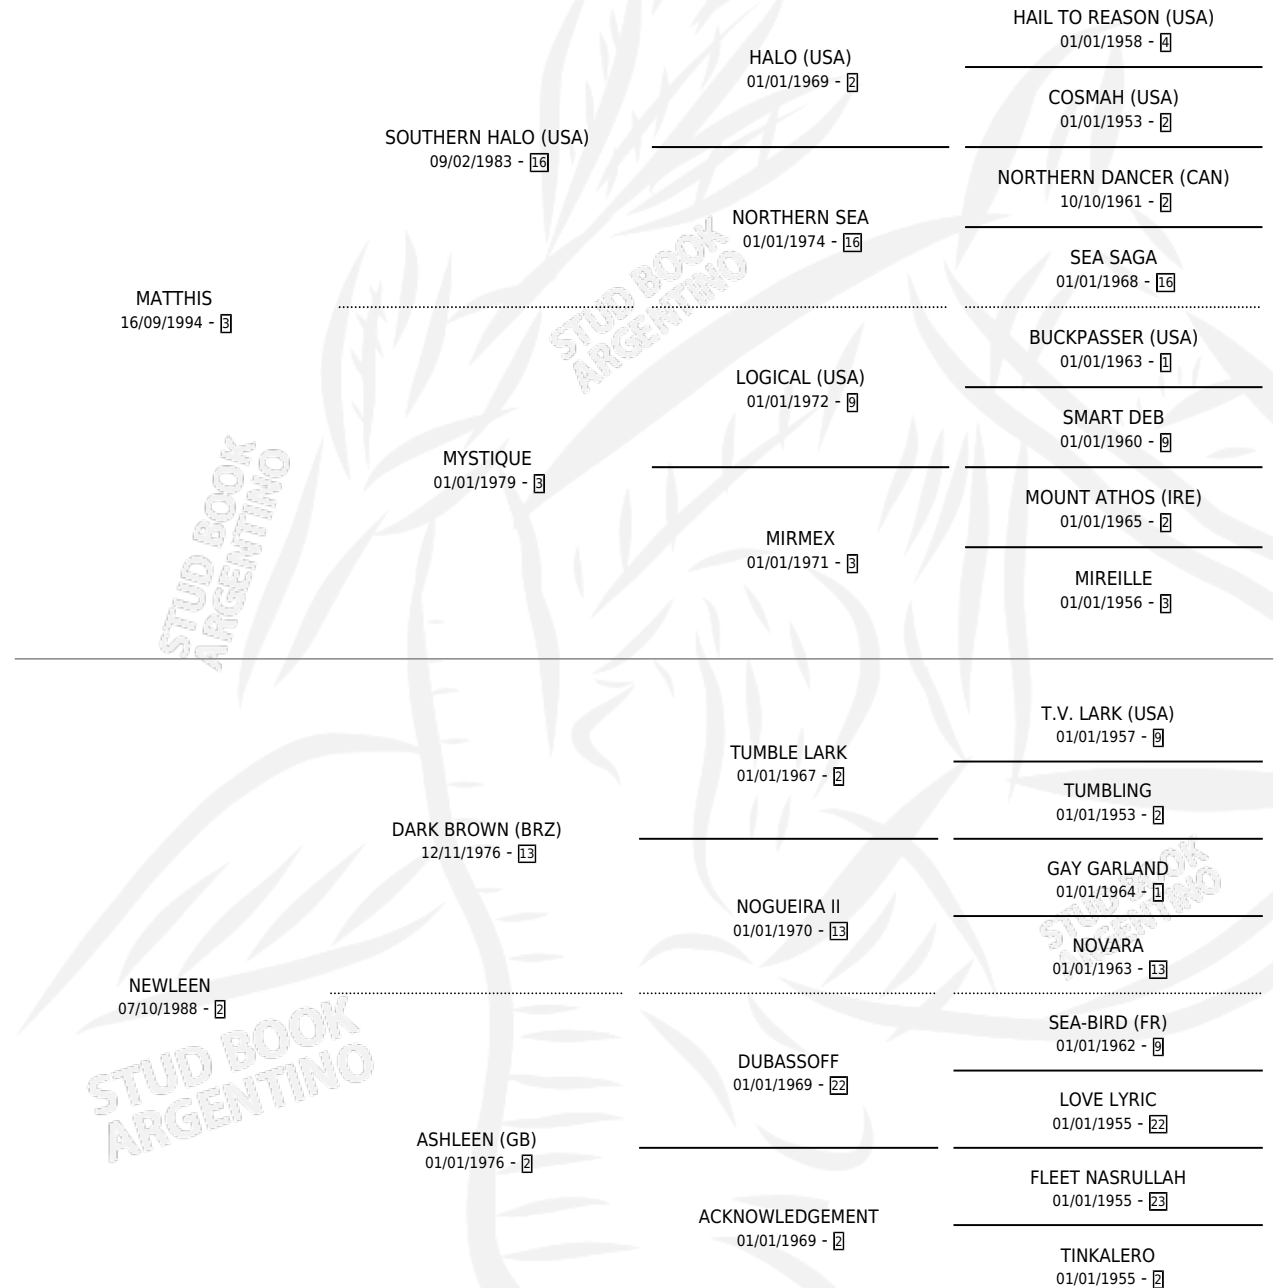 HAIL TO REASON (USA)
01/01/1958 - 4
HALO (USA)
01/01/1969 - 2
COSMAH (USA)
01/01/1953 - 2
SOUTHERN HALO (USA)
09/02/1983 - 16
NORTHERN DANCER (CAN)
10/10/1961 - 2
NORTHERN SEA
01/01/1974 - 16
SEA SAGA
01/01/1968 - 16
MATTHIS
16/09/1994 - 3
BUCKPASSER (USA)
01/01/1963 - 1
LOGICAL (USA)
01/01/1972 - 9
SMART DEB
01/01/1960 - 9
MYSTIQUE
01/01/1979 - 3
MOUNT ATHOS (IRE)
01/01/1965 - 2
MIRMEX
01/01/1971 - 3
MIREILLE
01/01/1956 - 3
T.V. LARK (USA)
01/01/1957 - 9
TUMBLE LARK
01/01/1967 - 2
TUMBLING
01/01/1953 - 2
DARK BROWN (BRZ)
12/11/1976 - 13
GAY GARLAND
01/01/1964 - 1
NOGUEIRA II
01/01/1970 - 13
NOVARA
01/01/1963 - 13
NEWLEEN
07/10/1988 - 2
SEA-BIRD (FR)
01/01/1962 - 9
DUBASSOFF
01/01/1969 - 22
LOVE LYRIC
01/01/1955 - 22
ASHLEEN (GB)
01/01/1976 - 2
FLEET NASRULLAH
01/01/1955 - 23
ACKNOWLEDGEMENT
01/01/1969 - 2
TINKALERO
01/01/1955 - 2
STUD BOOK
ARGENTINO
STUD BOOK
ARGENTINO
STUD BOOK
ARGENTINO
STUD BOOK
ARGENTINO